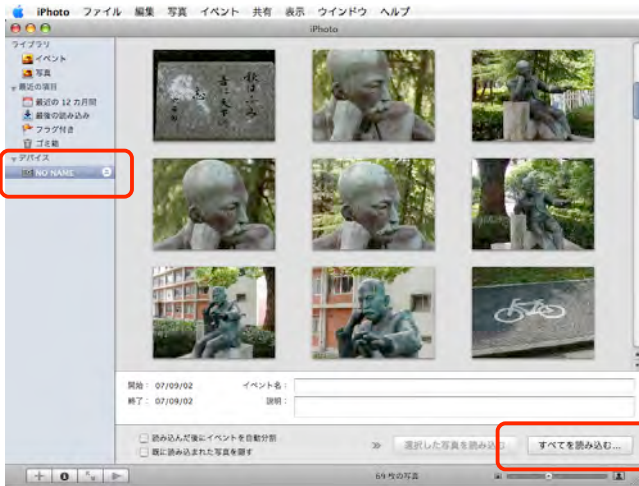 iPhoto ファイル 編集 写真 イベント 共有 表示 ウインドウ ヘルプ
iPhoto
ライブラリ
イベント
写真
最近の項目
最近の 12 カ月間
最後の読み込み
フラグ付き
ゴミ箱
デバイス
NO NAME
開始： 07/09/02 イベント名：
終了： 07/09/02 説明：
読み込んだ後にイベントを自動分割
既に読み込まれた写真を隠す
選択した写真を読み込む
すべてを読み込む...
69 枚の写真